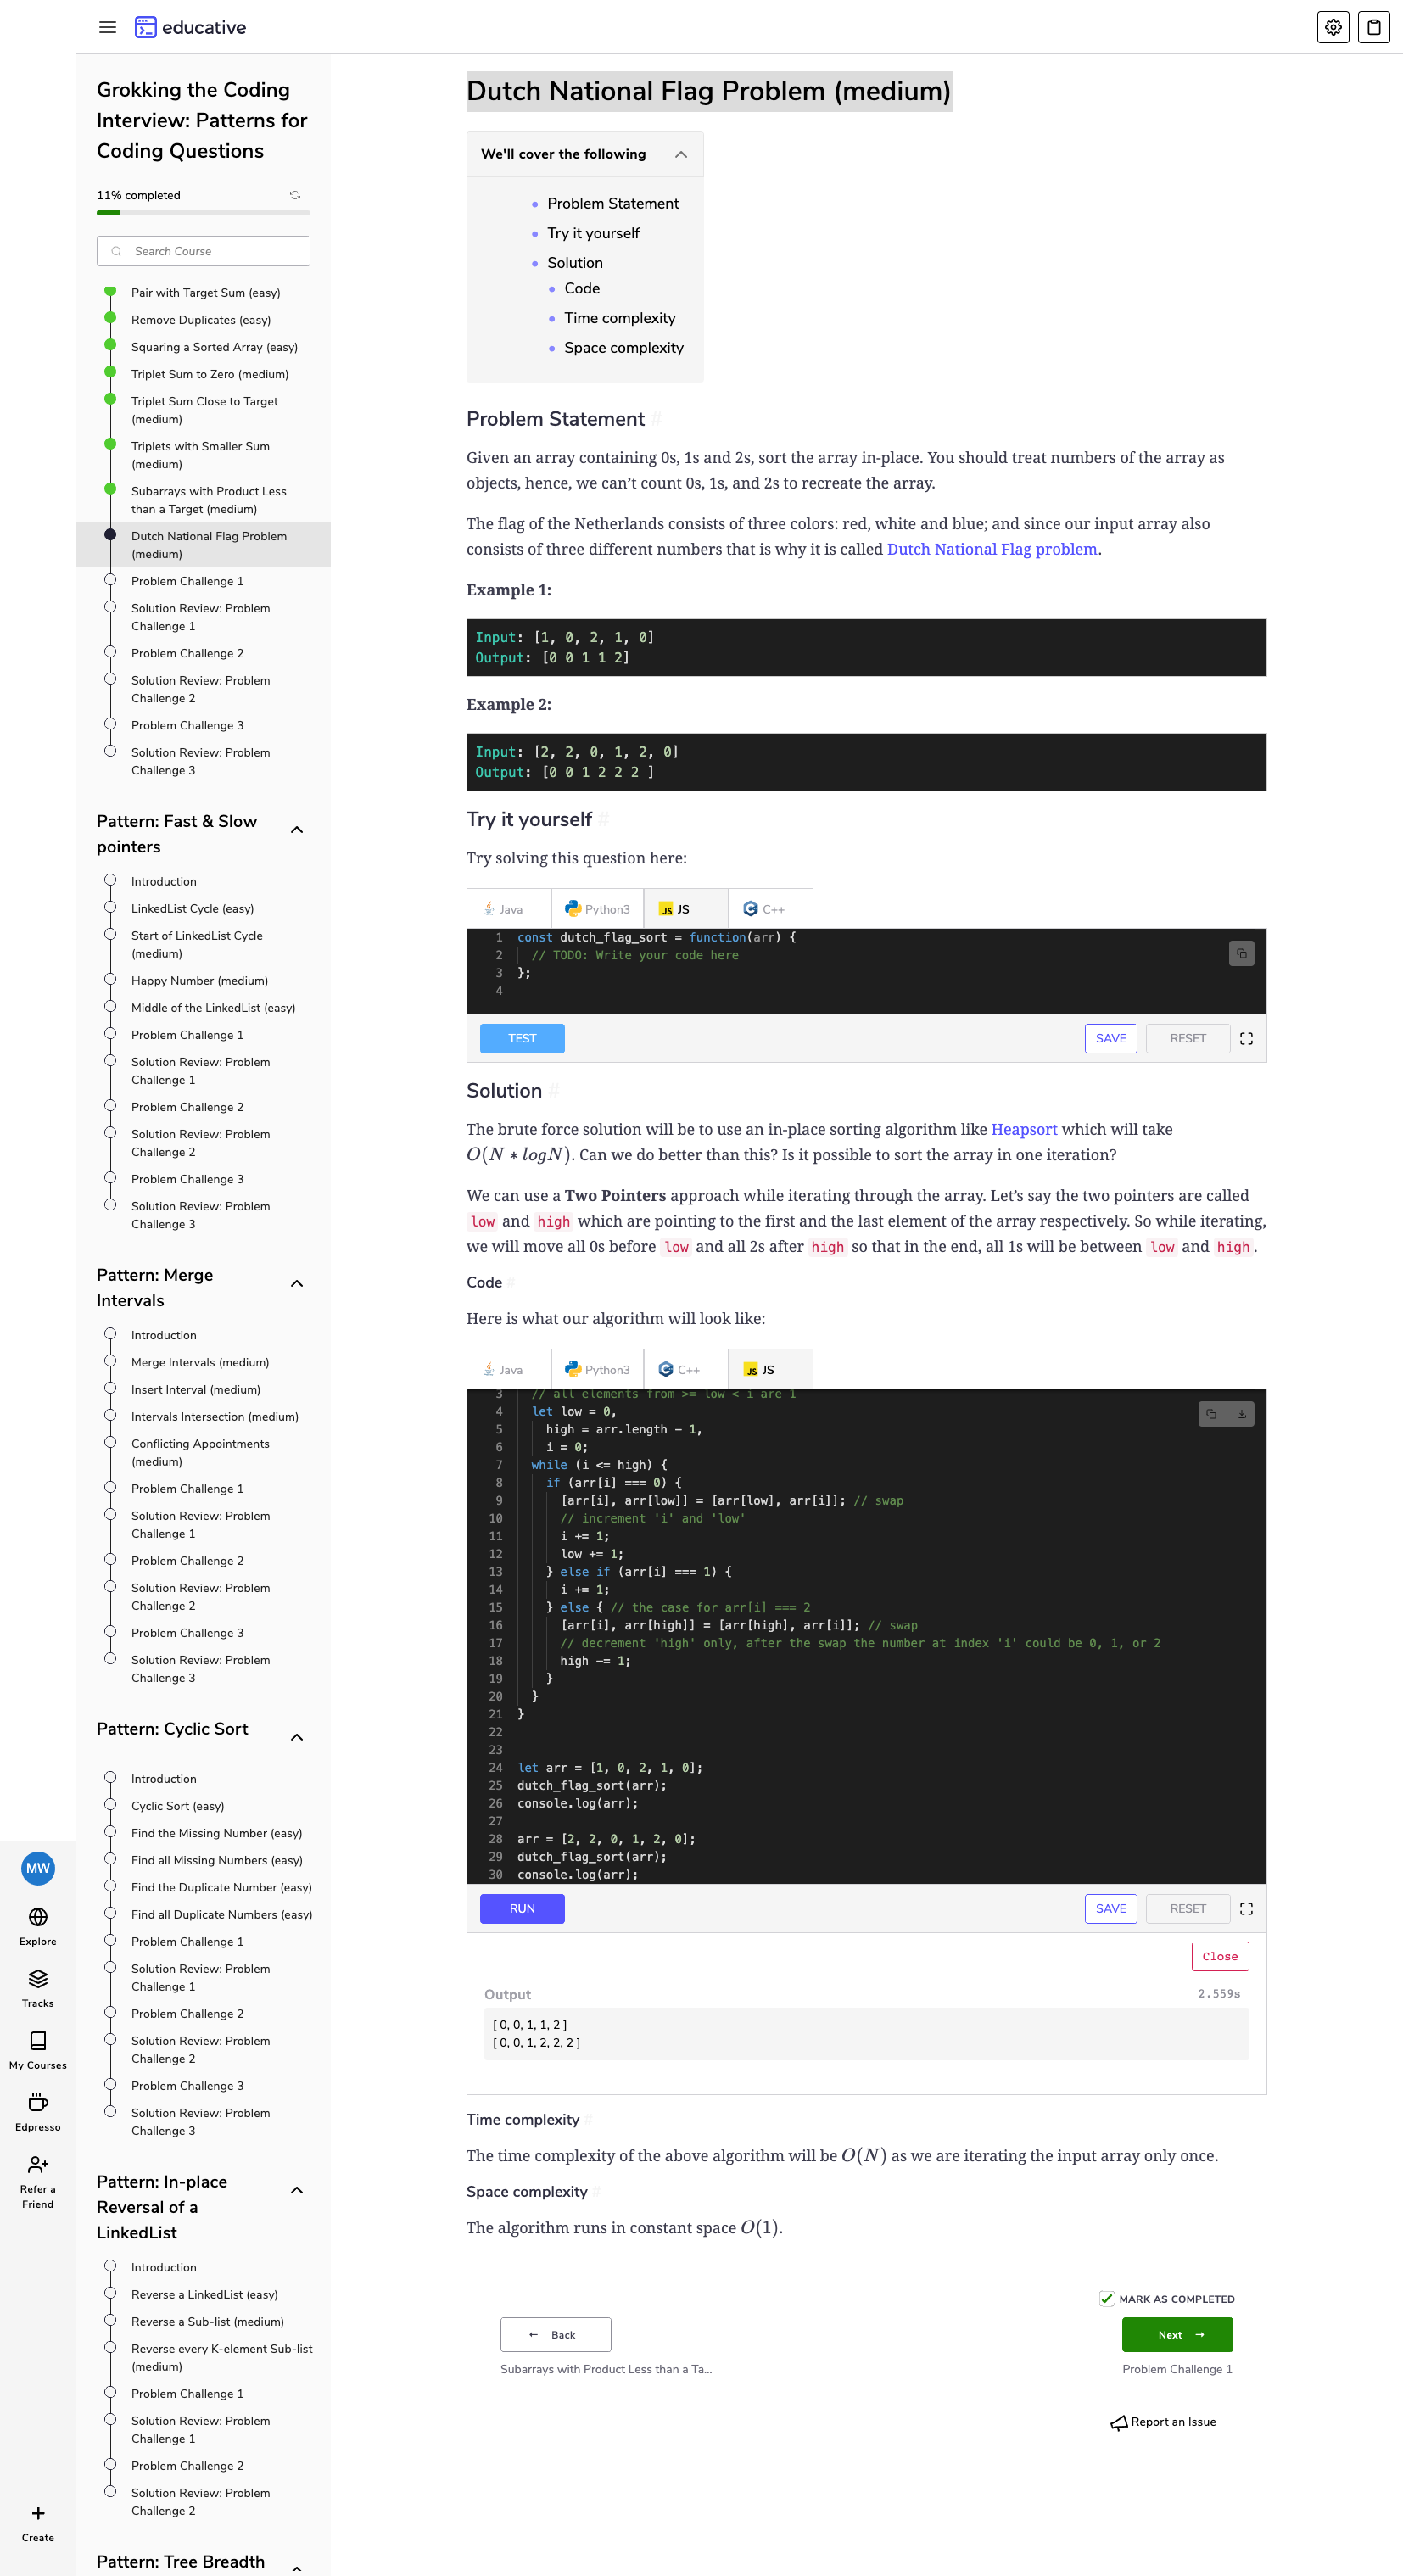 educative
Grokking the Coding
Interview: Patterns for
Coding Questions
11% completed
Search Course
Pair with Target Sum (easy)
Remove Duplicates (easy)
Squaring a Sorted Array (easy)
Triplet Sum to Zero (medium)
Triplet Sum Close to Target
(medium)
Triplets with Smaller Sum
(medium)
Subarrays with Product Less
than a Target (medium)
Dutch National Flag Problem
(medium)
Problem Challenge 1
Solution Review: Problem
Challenge 1
Problem Challenge 2
Solution Review: Problem
Challenge 2
Problem Challenge 3
Solution Review: Problem
Challenge 3
Pattern: Fast & Slow
pointers
Introduction
LinkedList Cycle (easy)
Start of LinkedList Cycle
(medium)
Happy Number (medium)
Middle of the LinkedList (easy)
Problem Challenge 1
Solution Review: Problem
Challenge 1
Problem Challenge 2
Solution Review: Problem
Challenge 2
Problem Challenge 3
Solution Review: Problem
Challenge 3
Pattern: Merge
Intervals
Introduction
Merge Intervals (medium)
Insert Interval (medium)
Intervals Intersection (medium)
Conflicting Appointments
(medium)
Problem Challenge 1
Solution Review: Problem
Challenge 1
Problem Challenge 2
Solution Review: Problem
Challenge 2
Problem Challenge 3
Solution Review: Problem
Challenge 3
Pattern: Cyclic Sort
Introduction
Cyclic Sort (easy)
Find the Missing Number (easy)
Find all Missing Numbers (easy)
Find the Duplicate Number (easy)
Find all Duplicate Numbers (easy)
Problem Challenge 1
Solution Review: Problem
Challenge 1
Problem Challenge 2
Solution Review: Problem
Challenge 2
Problem Challenge 3
Solution Review: Problem
Challenge 3
Pattern: In-place
Reversal of a
LinkedList
Introduction
Reverse a LinkedList (easy)
Reverse a Sub-list (medium)
Reverse every K-element Sub-list
(medium)
Problem Challenge 1
Solution Review: Problem
Challenge 1
Problem Challenge 2
Solution Review: Problem
Challenge 2
Pattern: Tree Breadth
MW
Explore
Tracks
My Courses
Edpresso
Refer a
Friend
Create
Dutch National Flag Problem (medium)
We'll cover the following
Problem Statement
Try it yourself
Solution
Code
Time complexity
Space complexity
Problem Statement #
Given an array containing 0s, 1s and 2s, sort the array in-place. You should treat numbers of the array as
objects, hence, we can’t count 0s, 1s, and 2s to recreate the array.
The flag of the Netherlands consists of three colors: red, white and blue; and since our input array also
consists of three different numbers that is why it is called Dutch National Flag problem.
Example 1:
Input: [1, 0, 2, 1, 0]
Output: [0 0 1 1 2]
Example 2:
Input: [2, 2, 0, 1, 2, 0]
Output: [0 0 1 2 2 2 ]
Try it yourself #
Try solving this question here:
Java Python3 JS JS C++
1 const dutch_flag_sort = function(arr) {
2 // TODO: Write your code here
3 };
4
TEST SAVE RESET
Solution #
The brute force solution will be to use an in-place sorting algorithm like Heapsort which will take
O(N ∗ logN). Can we do better than this? Is it possible to sort the array in one iteration?
We can use a Two Pointers approach while iterating through the array. Let’s say the two pointers are called
low and high which are pointing to the first and the last element of the array respectively. So while iterating,
we will move all 0s before low and all 2s after high so that in the end, all 1s will be between low and high.
Code #
Here is what our algorithm will look like:
Java Python3 C++ JS JS
3 // all elements from >= low < i are 1
4 let low = 0,
5 high = arr.length - 1,
6 i = 0;
7 while (i <= high) {
8 if (arr[i] === 0) {
9 [arr[i], arr[low]] = [arr[low], arr[i]]; // swap
10 // increment 'i' and 'low'
11 i += 1;
12 low += 1;
13 } else if (arr[i] === 1) {
14 i += 1;
15 } else { // the case for arr[i] === 2
16 [arr[i], arr[high]] = [arr[high], arr[i]]; // swap
17 // decrement 'high' only, after the swap the number at index 'i' could be 0, 1, or 2
18 high -= 1;
19 }
20 }
21 }
22
23
24 let arr = [1, 0, 2, 1, 0];
25 dutch_flag_sort(arr);
26 console.log(arr);
27
28 arr = [2, 2, 0, 1, 2, 0];
29 dutch_flag_sort(arr);
30 console.log(arr);
RUN SAVE RESET
Close
Output 2.559s
[ 0, 0, 1, 1, 2 ]
[ 0, 0, 1, 2, 2, 2 ]
Time complexity #
The time complexity of the above algorithm will be O(N) as we are iterating the input array only once.
Space complexity #
The algorithm runs in constant space O(1).
MARK AS COMPLETED
← Back Next →
Subarrays with Product Less than a Ta... Problem Challenge 1
Report an Issue